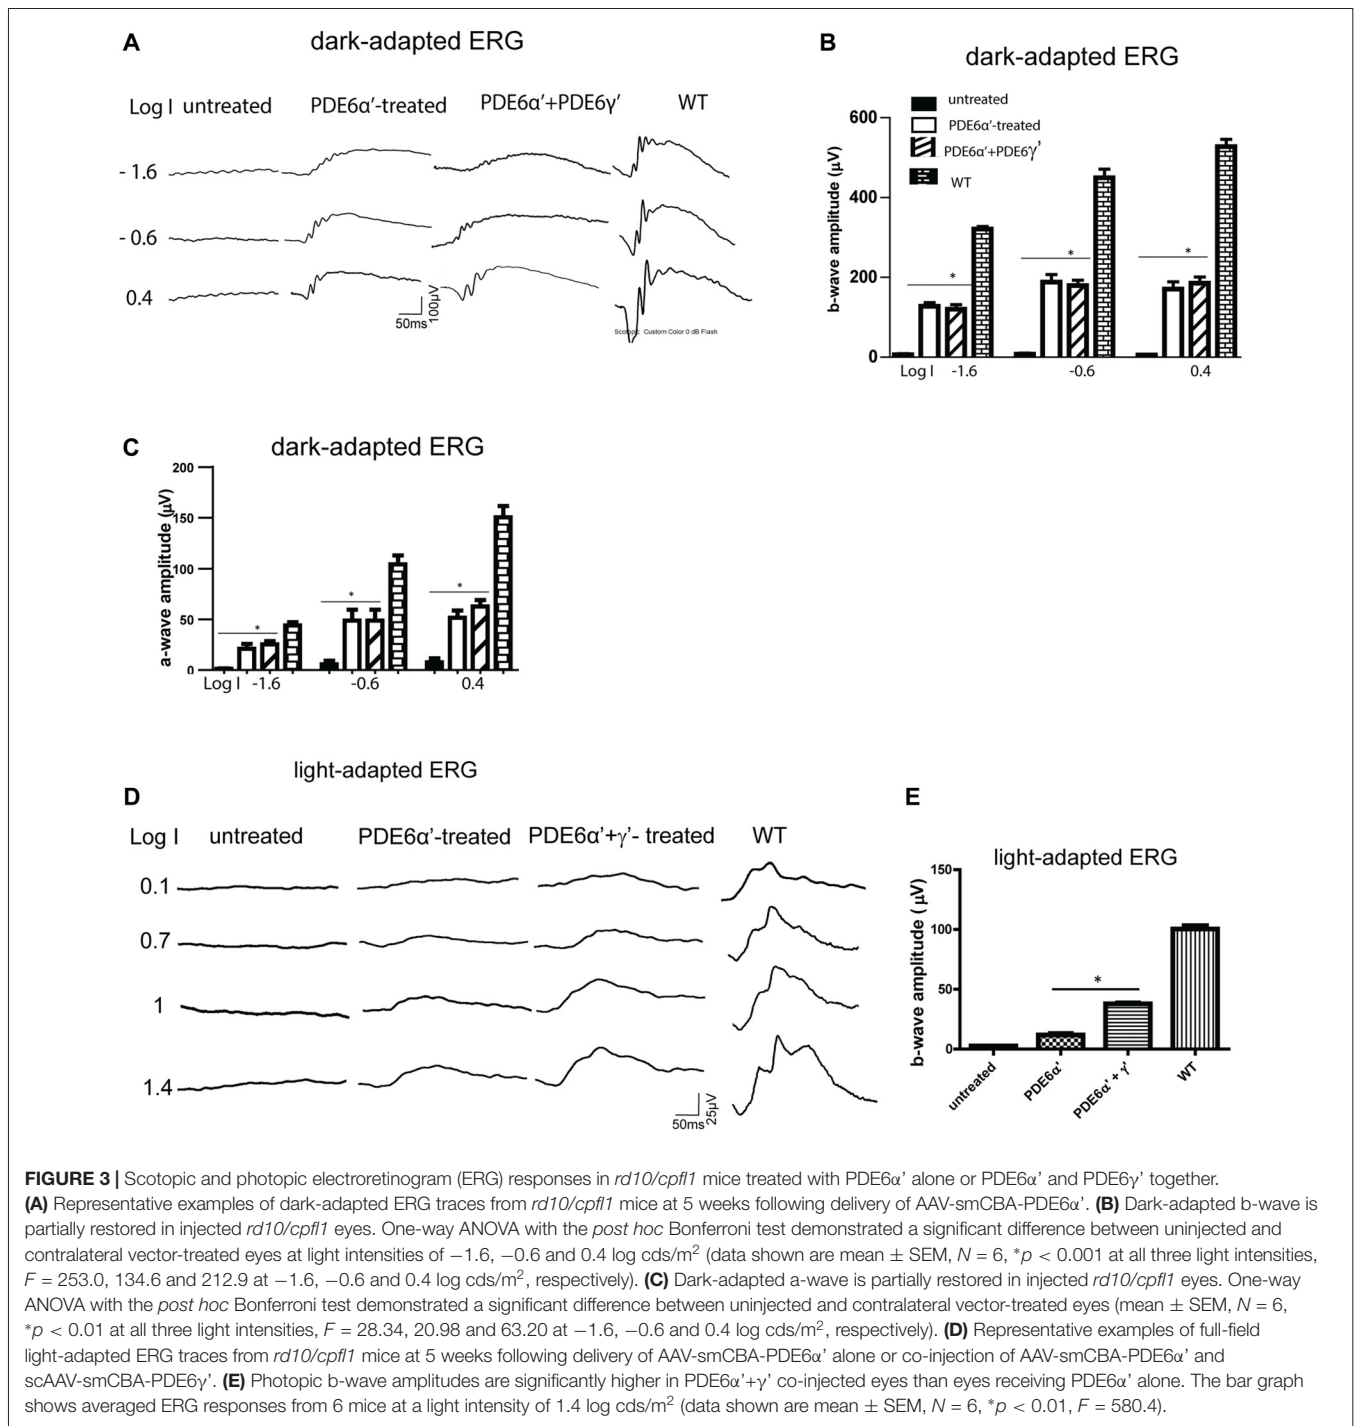 A
dark-adapted ERG
Log I untreated PDE6α’-treated PDE6α’+PDE6γ’ WT
- 1.6
- 0.6
0.4
50ms
100μV
Scotopic Custom Color 0 dB Flash
B
dark-adapted ERG
untreated
PDE6α’-treated
PDE6α’+PDE6γ’
WT
b-wave amplitude (μV)
600
400
200
0
*
*
*
Log I -1.6 -0.6 0.4
C
dark-adapted ERG
a-wave amplitude (μV)
200
150
100
50
0
*
*
*
Log I -1.6 -0.6 0.4
light-adapted ERG
D
Log I untreated PDE6α’-treated PDE6α’+γ’- treated WT
0.1
0.7
1
1.4
50ms
25μV
E
light-adapted ERG
b-wave amplitude ( μV)
150
100
50
0
*
untreated
PDE6α’
PDE6α’ + γ’
WT
FIGURE 3 | Scotopic and photopic electroretinogram (ERG) responses in rd10/cpfl1 mice treated with PDE6α’ alone or PDE6α’ and PDE6γ’ together.
(A) Representative examples of dark-adapted ERG traces from rd10/cpfl1 mice at 5 weeks following delivery of AAV-smCBA-PDE6α’. (B) Dark-adapted b-wave is
partially restored in injected rd10/cpfl1 eyes. One-way ANOVA with the post hoc Bonferroni test demonstrated a significant difference between uninjected and
contralateral vector-treated eyes at light intensities of −1.6, −0.6 and 0.4 log cds/m² (data shown are mean ± SEM, N = 6, *p < 0.001 at all three light intensities,
F = 253.0, 134.6 and 212.9 at −1.6, −0.6 and 0.4 log cds/m², respectively). (C) Dark-adapted a-wave is partially restored in injected rd10/cpfl1 eyes. One-way
ANOVA with the post hoc Bonferroni test demonstrated a significant difference between uninjected and contralateral vector-treated eyes (mean ± SEM, N = 6,
*p < 0.01 at all three light intensities, F = 28.34, 20.98 and 63.20 at −1.6, −0.6 and 0.4 log cds/m², respectively). (D) Representative examples of full-field
light-adapted ERG traces from rd10/cpfl1 mice at 5 weeks following delivery of AAV-smCBA-PDE6α’ alone or co-injection of AAV-smCBA-PDE6α’ and
scAAV-smCBA-PDE6γ’. (E) Photopic b-wave amplitudes are significantly higher in PDE6α’+γ’ co-injected eyes than eyes receiving PDE6α’ alone. The bar graph
shows averaged ERG responses from 6 mice at a light intensity of 1.4 log cds/m² (data shown are mean ± SEM, N = 6, *p < 0.01, F = 580.4).